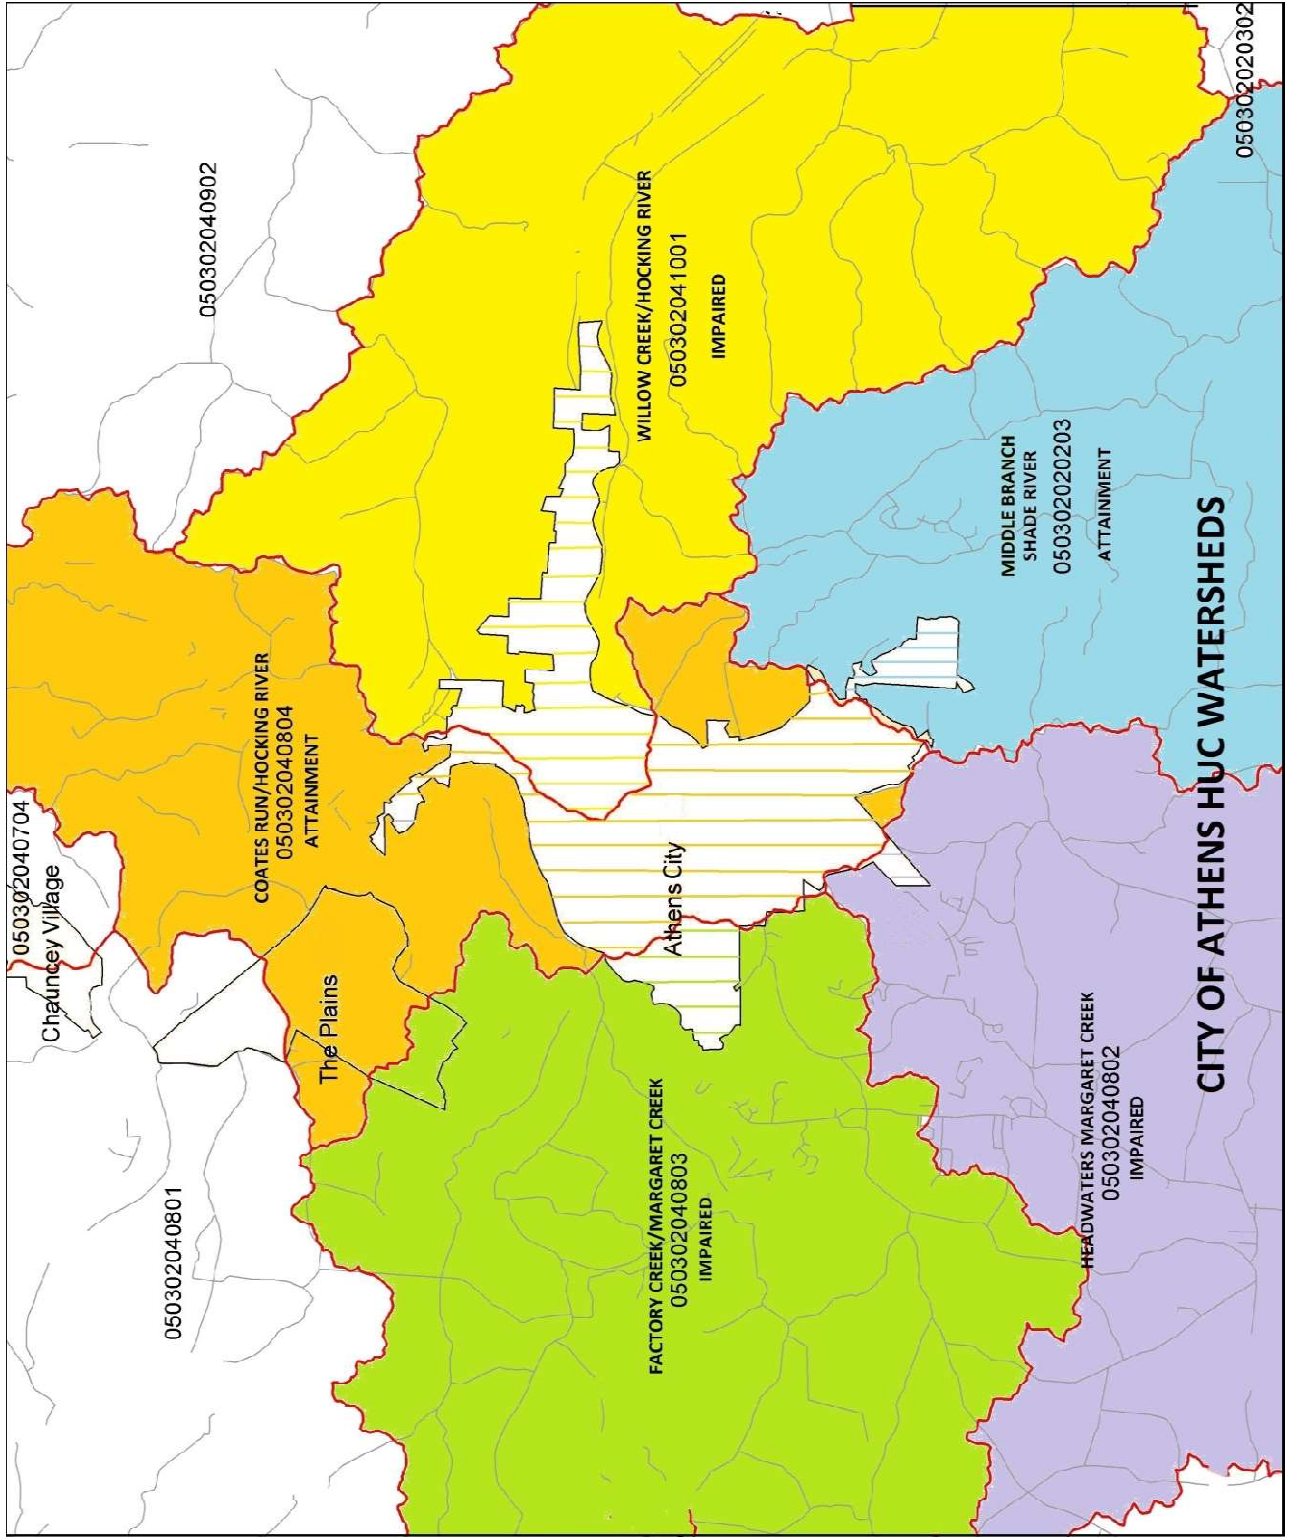 050302040704
Chauncey Village
050302040902
COATES RUN/HOCKING RIVER
050302040804
ATTAINMENT
050302040801
The Plains
WILLOW CREEK/HOCKING RIVER
050302041001
IMPAIRED
Athens City
FACTORY CREEK/MARGARET CREEK
050302040803
IMPAIRED
MIDDLE BRANCH
SHADE RIVER
050302020203
ATTAINMENT
HEADWATERS MARGARET CREEK
050302040802
IMPAIRED
050302020302
CITY OF ATHENS HUC WATERSHEDS